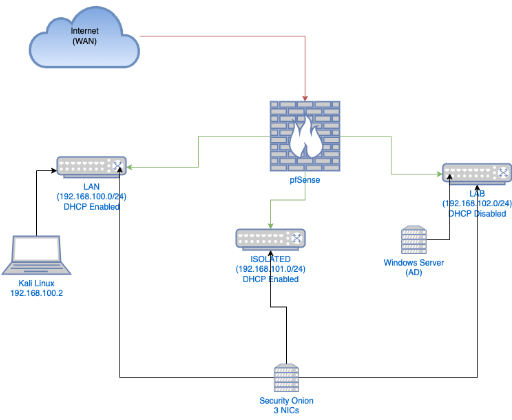 Internet
(WAN)
pfSense
LAN
(192.168.100.0/24)
DHCP Enabled
LAB
(192.168.102.0/24)
DHCP Disabled
ISOLATED
(192.168.101.0/24)
DHCP Enabled
Windows Server
(AD)
Kali Linux
192.168.100.2
Security Onion
3 NICs